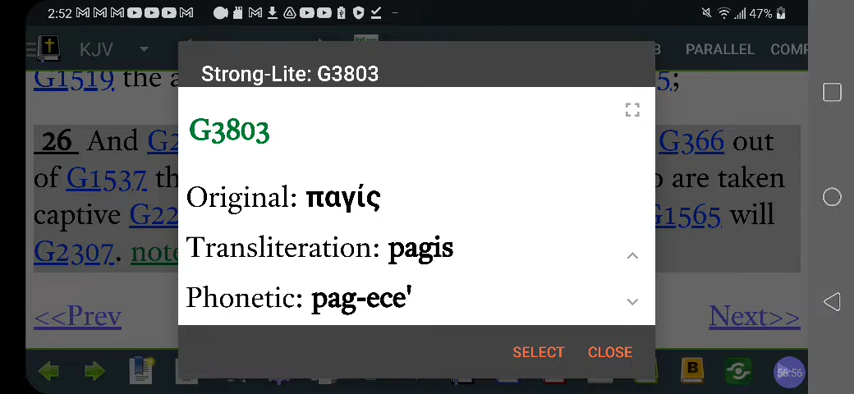 2:52 47%
KJV B PARALLEL COMP
Strong-Lite: G3803
G1519 the a 5;
G3803
26 And G2 G366 out
of G1537 th o are taken
Original: παγίς
captive G22 G1565 will
Transliteration: pagis
G2307. note
Phonetic: pag-ece'
<<Prev Next>>
SELECT CLOSE
B 56:56